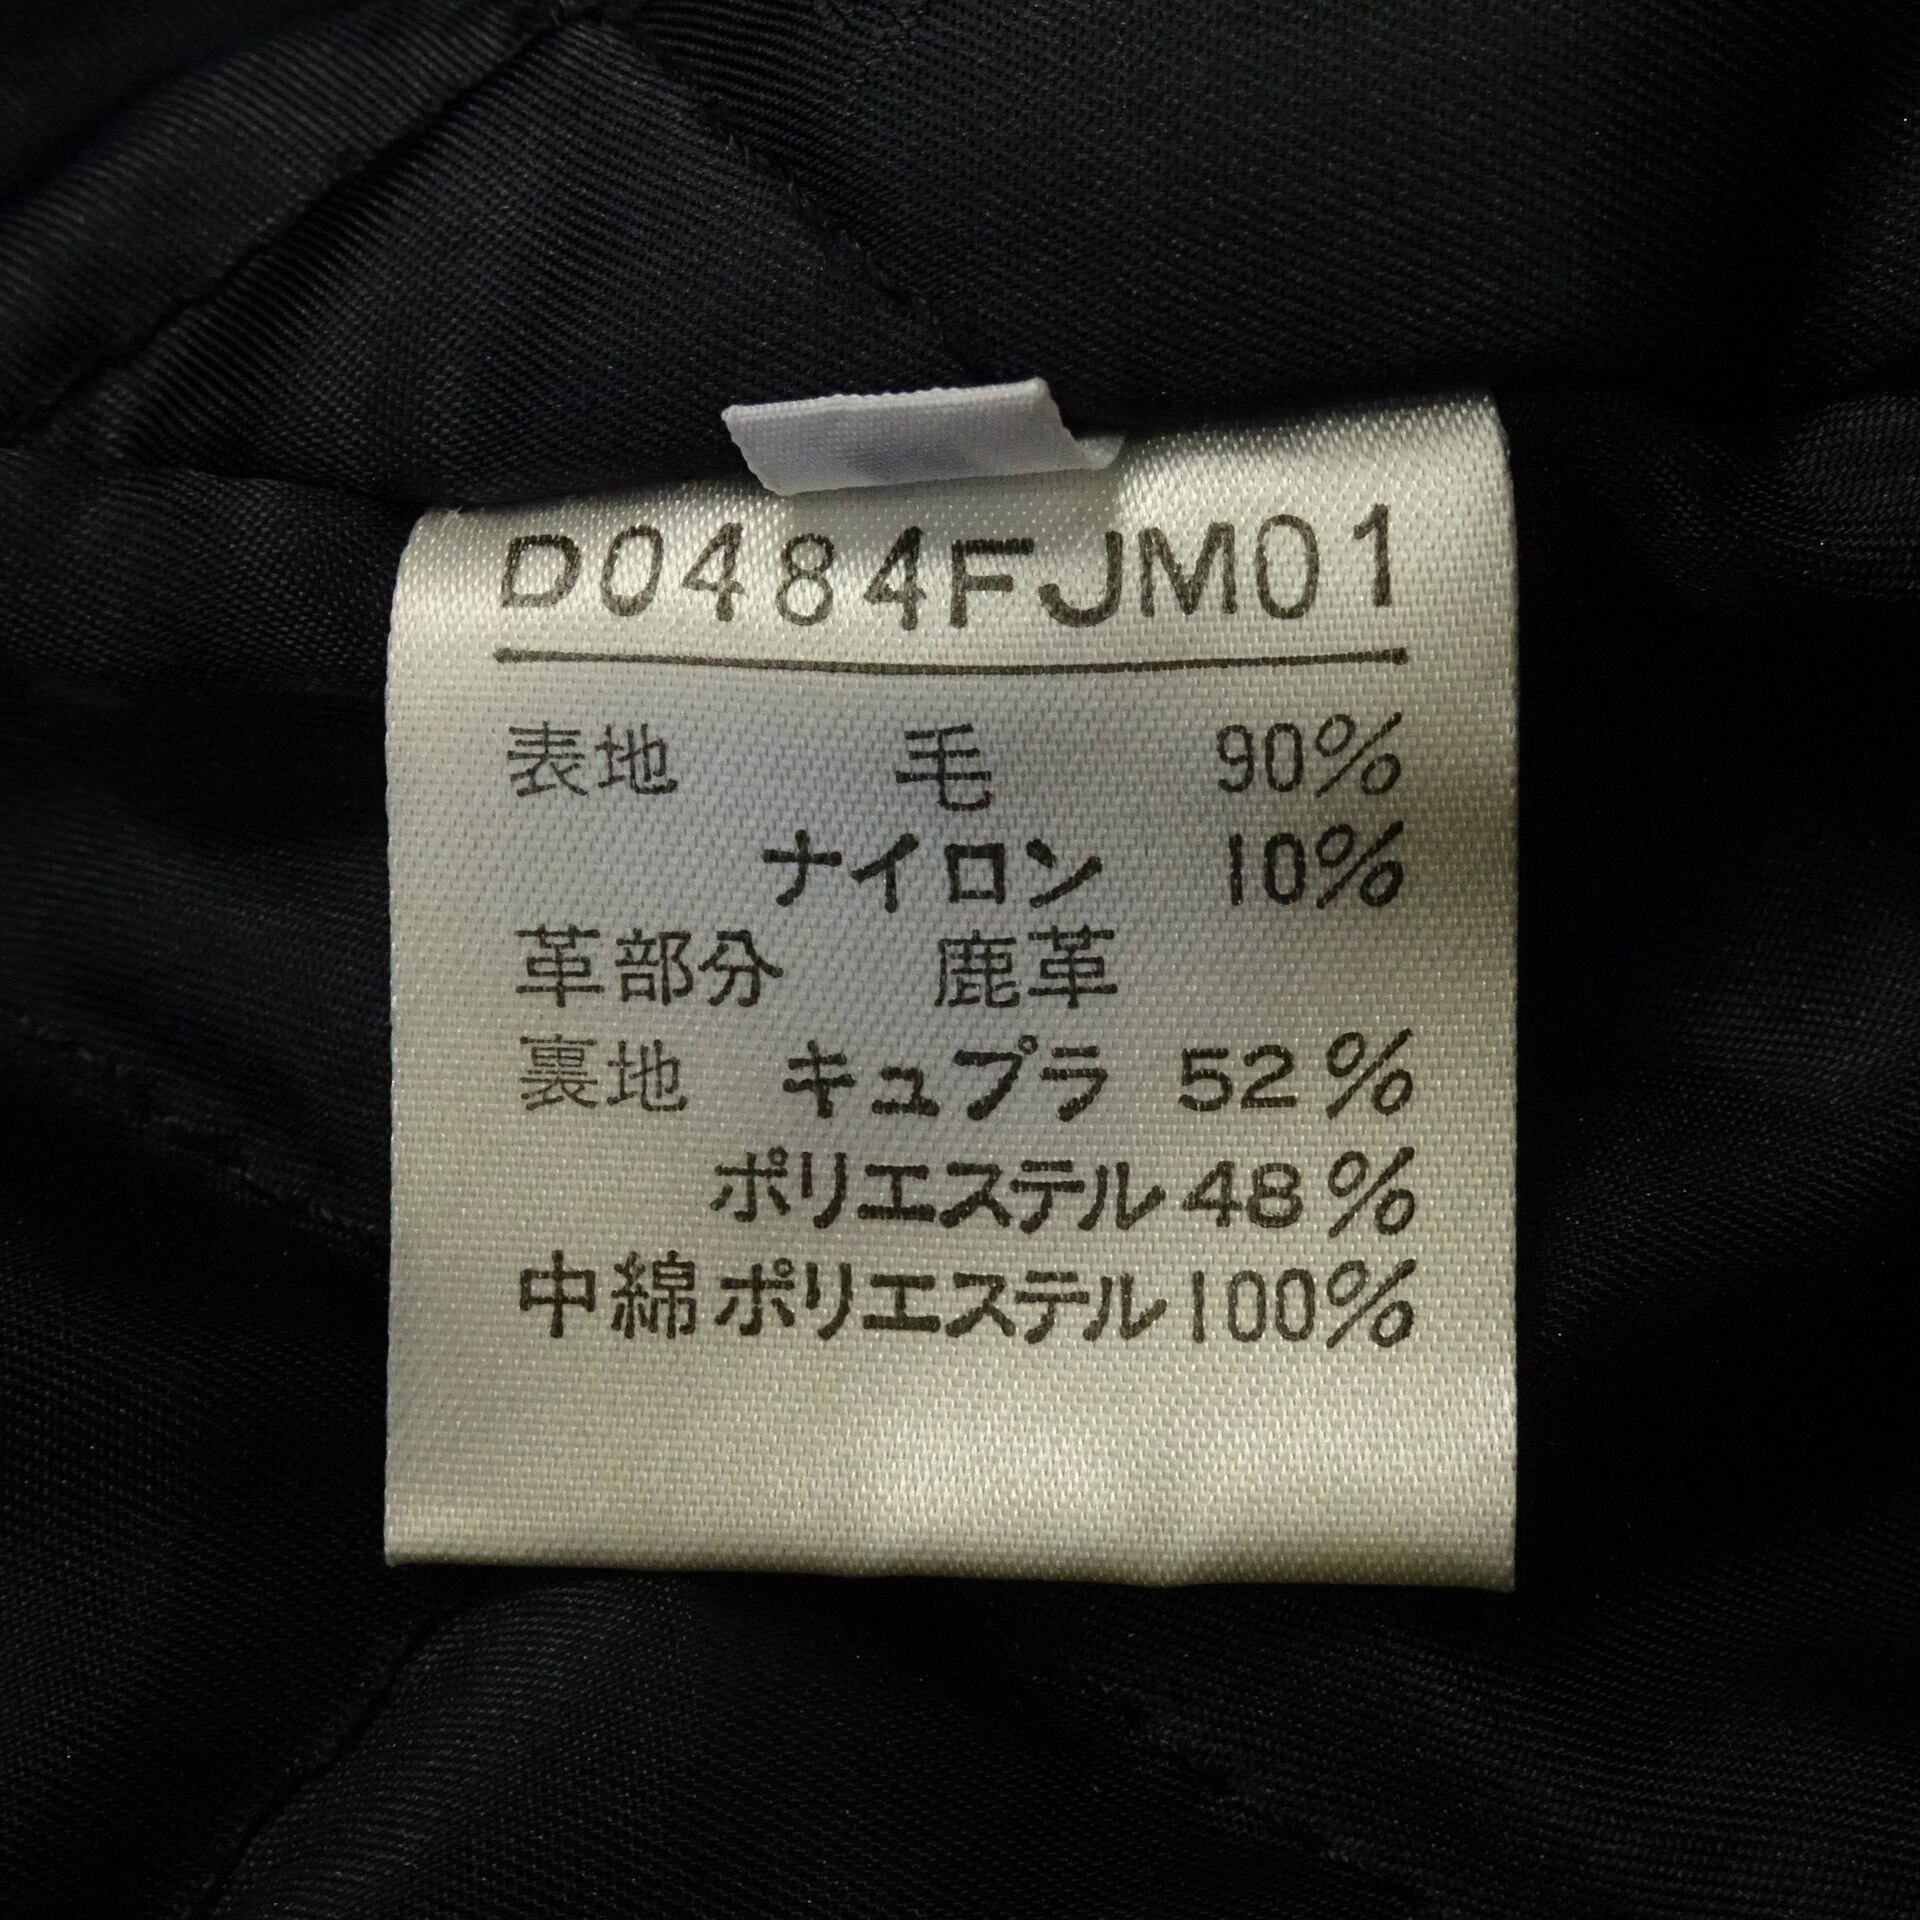 D0484FJM01
表地 毛 90%
ナイロン 10%
革部分 鹿革
裏地 キュプラ 52%
ポリエステル 48%
中綿 ポリエステル 100%